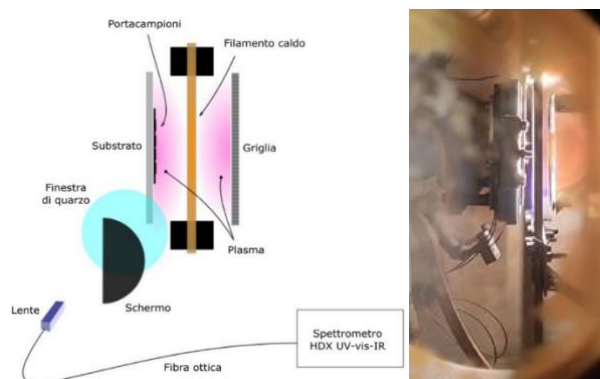 Portacampioni
Filamento caldo
Substrato
Griglia
Finestra
di quarzo
Plasma
Lente
Schermo
Spettrometro
HDX UV-vis-IR
Fibra ottica